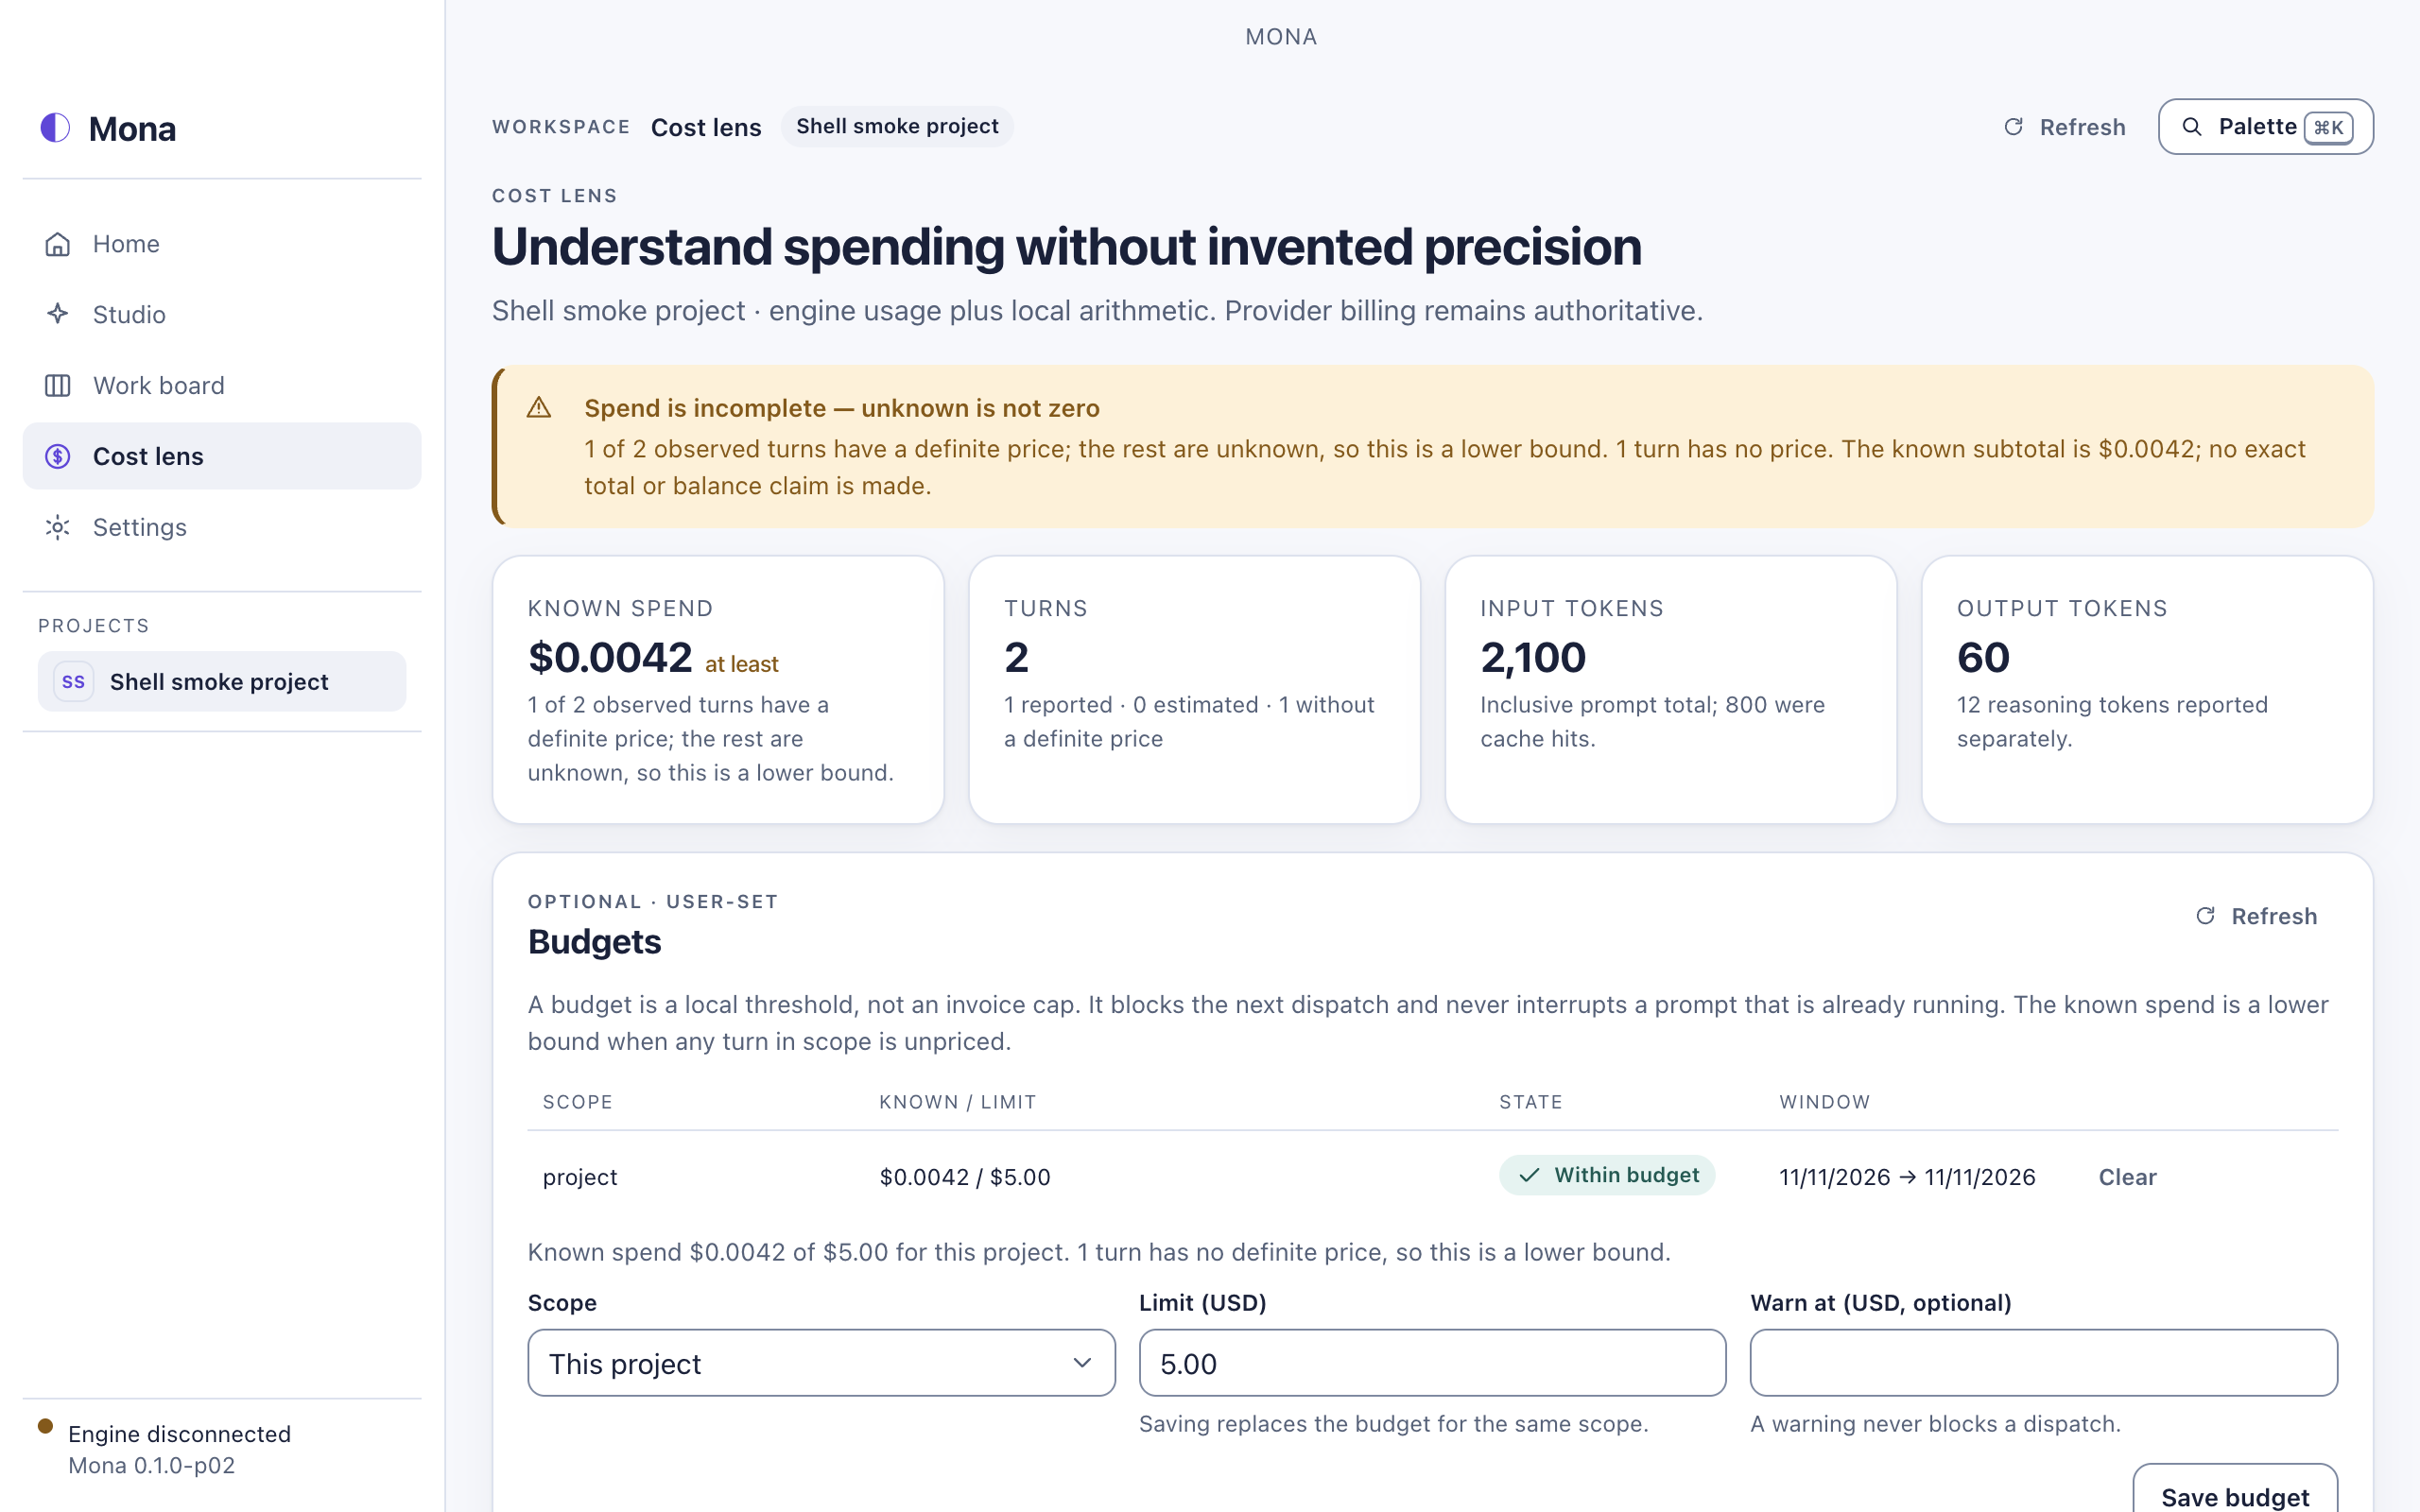 MONA
Mona
Home
Studio
Work board
Cost lens
Settings
PROJECTS
SS Shell smoke project
Engine disconnected
Mona 0.1.0-p02
WORKSPACE Cost lens Shell smoke project
Refresh
Palette ⌘K
COST LENS
Understand spending without invented precision
Shell smoke project · engine usage plus local arithmetic. Provider billing remains authoritative.
Spend is incomplete — unknown is not zero
1 of 2 observed turns have a definite price; the rest are unknown, so this is a lower bound. 1 turn has no price. The known subtotal is $0.0042; no exact
total or balance claim is made.
KNOWN SPEND
$0.0042 at least
1 of 2 observed turns have a
definite price; the rest are
unknown, so this is a lower bound.
TURNS
2
1 reported · 0 estimated · 1 without
a definite price
INPUT TOKENS
2,100
Inclusive prompt total; 800 were
cache hits.
OUTPUT TOKENS
60
12 reasoning tokens reported
separately.
OPTIONAL · USER-SET
Budgets
Refresh
A budget is a local threshold, not an invoice cap. It blocks the next dispatch and never interrupts a prompt that is already running. The known spend is a lower
bound when any turn in scope is unpriced.
SCOPE KNOWN / LIMIT STATE WINDOW
project $0.0042 / $5.00 Within budget 11/11/2026 → 11/11/2026 Clear
Known spend $0.0042 of $5.00 for this project. 1 turn has no definite price, so this is a lower bound.
Scope
This project
Limit (USD)
5.00
Saving replaces the budget for the same scope.
Warn at (USD, optional)
A warning never blocks a dispatch.
Save budget